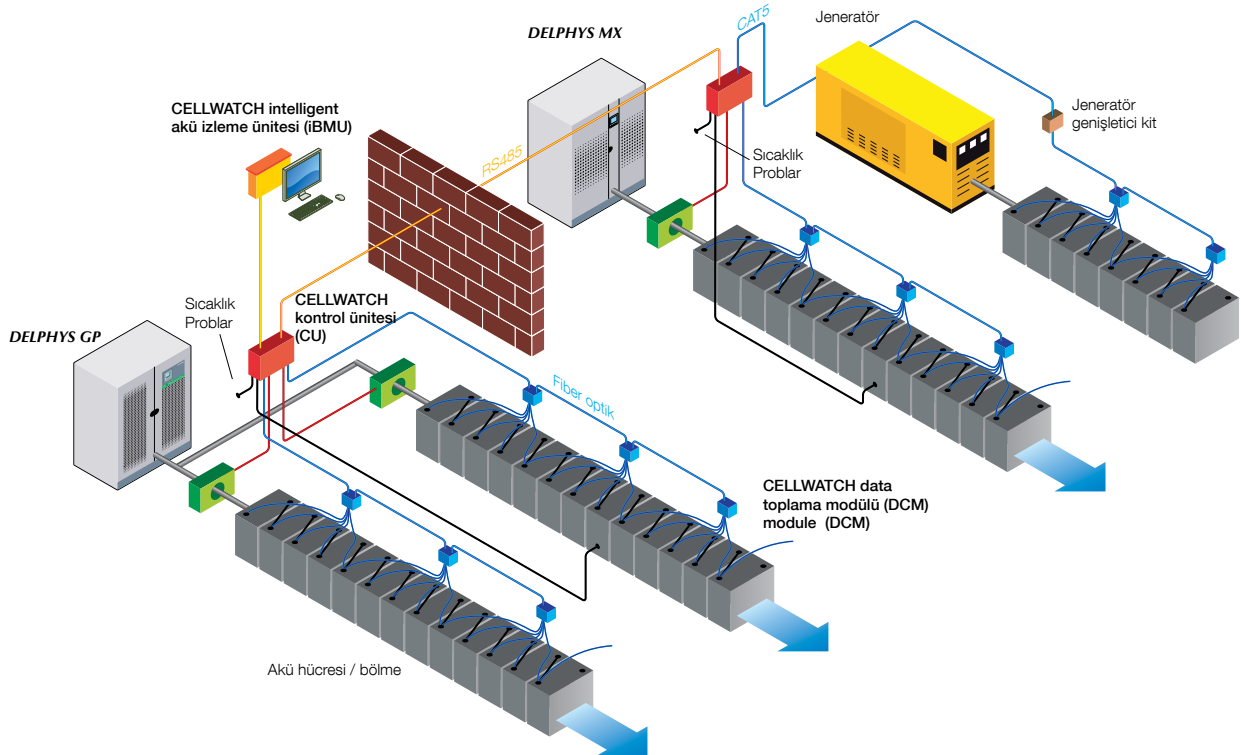 DELPHYS MX
CAT5
Jeneratör
CELLWATCH intelligent
akü izleme ünitesi (iBMU)
RS485
Sıcaklık
Problar
Jeneratör
genişletici kit
Sıcaklık
Problar
CELLWATCH
kontrol ünitesi
(CU)
DELPHYS GP
Fiber optik
CELLWATCH data
toplama modülü (DCM)
module (DCM)
Akü hücresi / bölme